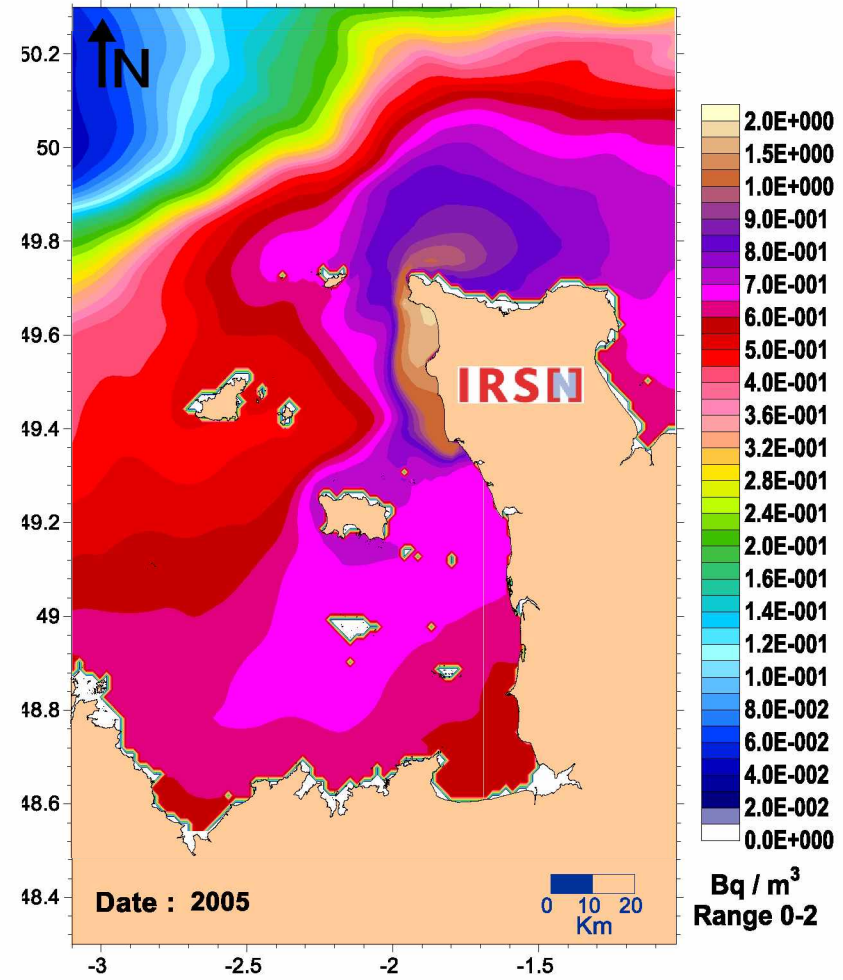 50.2
50
49.8
49.6
49.4
49.2
49
48.8
48.6
48.4
-3
-2.5
-2
-1.5
N
IRSN
Date : 2005
0 10 20
Km
2.0E+000
1.5E+000
1.0E+000
9.0E-001
8.0E-001
7.0E-001
6.0E-001
5.0E-001
4.0E-001
3.6E-001
3.2E-001
2.8E-001
2.4E-001
2.0E-001
1.6E-001
1.4E-001
1.2E-001
1.0E-001
8.0E-002
6.0E-002
4.0E-002
2.0E-002
0.0E+000
Bq / m³
Range 0-2